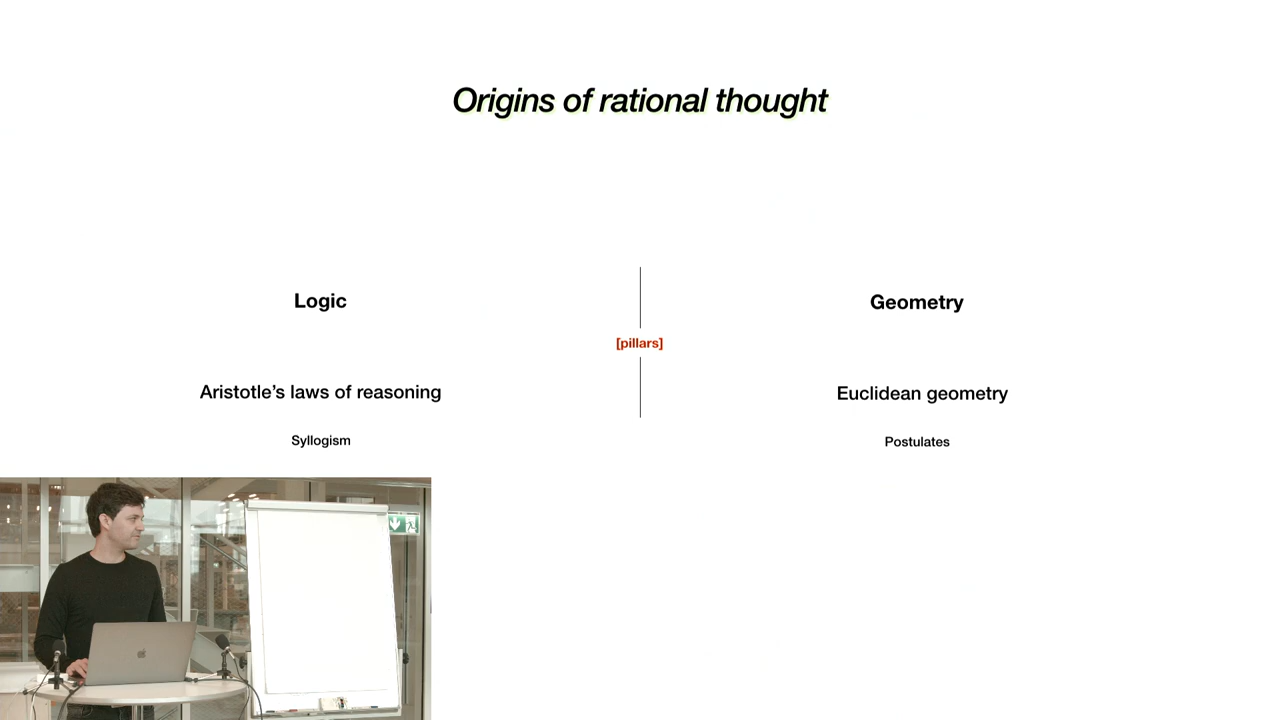 Origins of rational thought
Logic
Aristotle’s laws of reasoning
Syllogism
[pillars]
Geometry
Euclidean geometry
Postulates